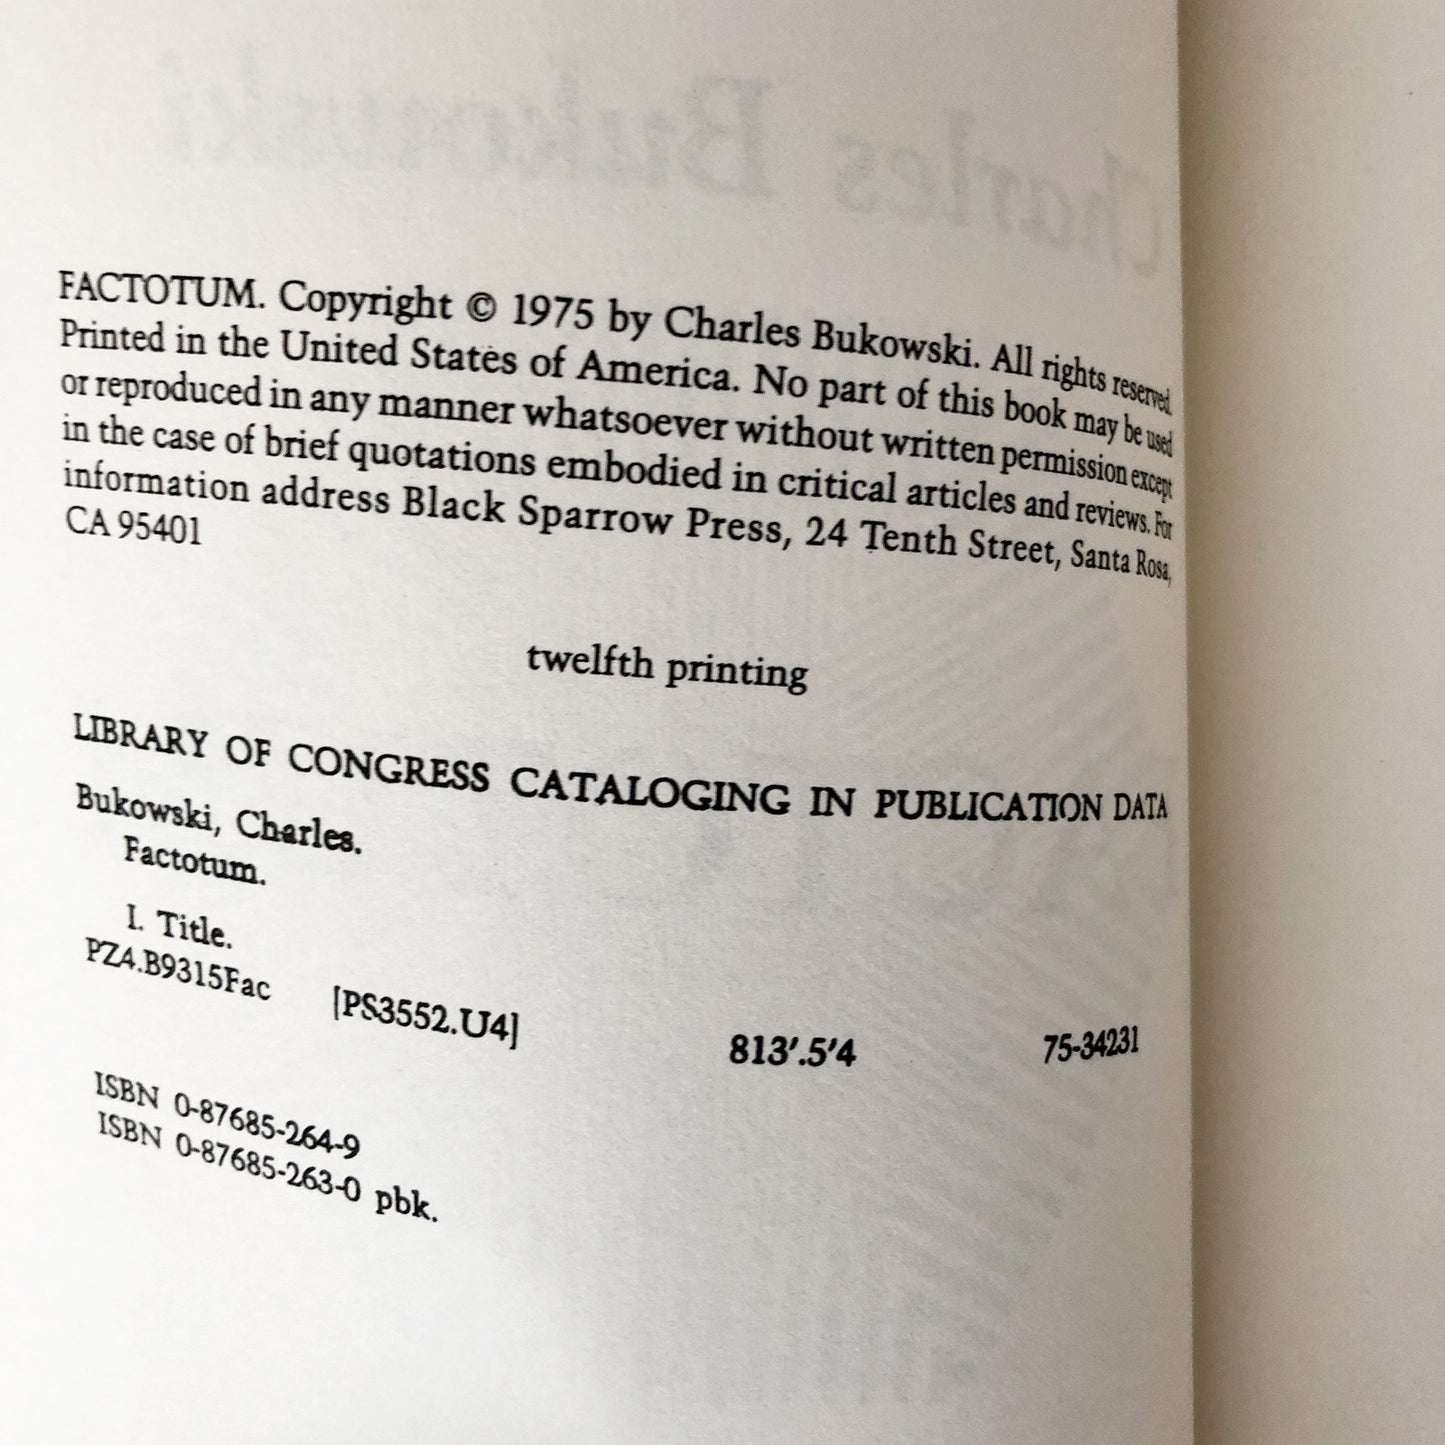 Charles Bukowski
FACTOTUM. Copyright © 1975 by Charles Bukowski. All rights reserved.
Printed in the United States of America. No part of this book may be used
or reproduced in any manner whatsoever without written permission except
in the case of brief quotations embodied in critical articles and reviews. For
information address Black Sparrow Press, 24 Tenth Street, Santa Rosa,
CA 95401
twelfth printing
LIBRARY OF CONGRESS CATALOGING IN PUBLICATION DATA
Bukowski, Charles.
Factotum.
I. Title.
PZ4.B9315Fac [PS3552.U4] 813'.5'4 75-34231
ISBN 0-87685-264-9
ISBN 0-87685-263-0 pbk.